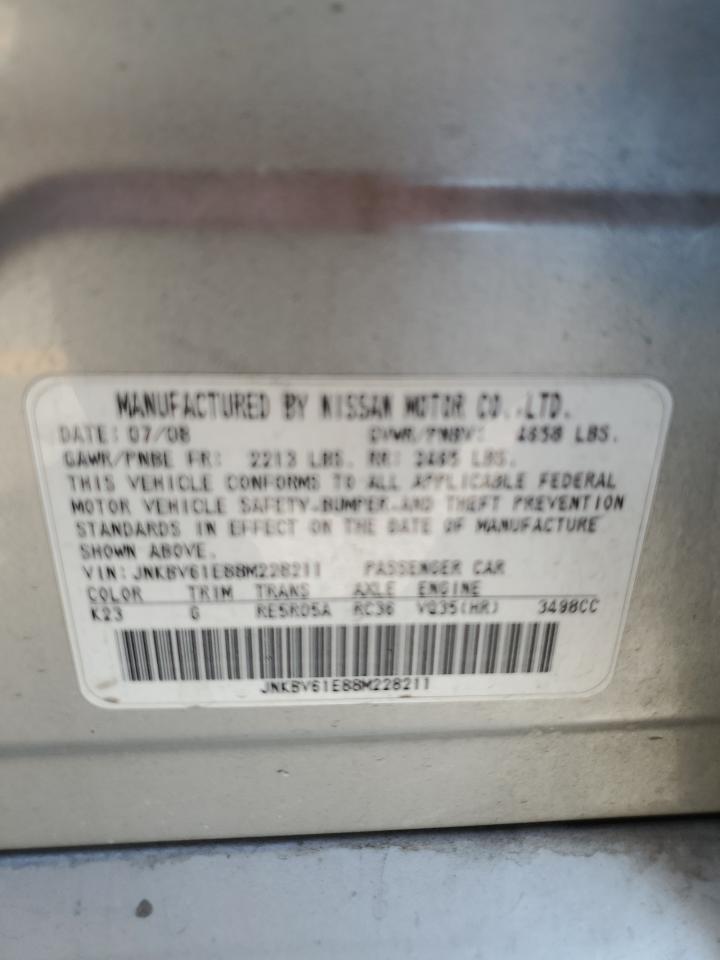 MANUFACTURED BY NISSAN MOTOR CO.,LTD.
DATE: 07/08 GVWR/PNBV: 4658 LBS.
GAWR/PNBE FR: 2213 LBS. RR: 2485 LBS.
THIS VEHICLE CONFORMS TO ALL APPLICABLE FEDERAL
MOTOR VEHICLE SAFETY,BUMPER,AND THEFT PREVENTION
STANDARDS IN EFFECT ON THE DATE OF MANUFACTURE
SHOWN ABOVE.
VIN:JNKBV61E88M228211 PASSENGER CAR
COLOR TRIM TRANS AXLE ENGINE
K23 G RE5R05A RC36 VQ35(HR) 3498CC
JNKBV61E88M228211